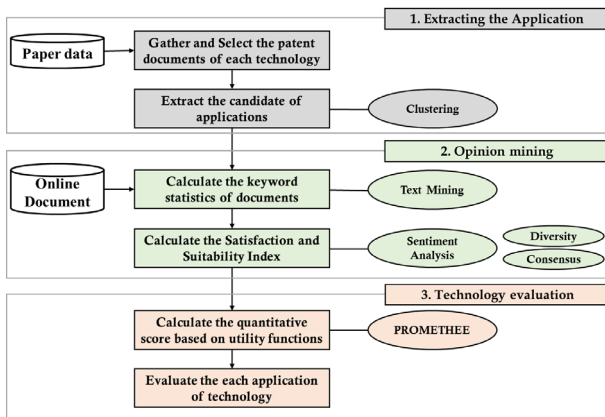 1. Extracting the Application
Paper data
Gather and Select the patent
documents of each technology
Extract the candidate of
applications
Clustering
2. Opinion mining
Online
Document
Calculate the keyword
statistics of documents
Text Mining
Calculate the Satisfaction and
Suitability Index
Sentiment
Analysis
Diversity
Consensus
3. Technology evaluation
Calculate the quantitative
score based on utility functions
PROMETHEE
Evaluate the each application
of technology